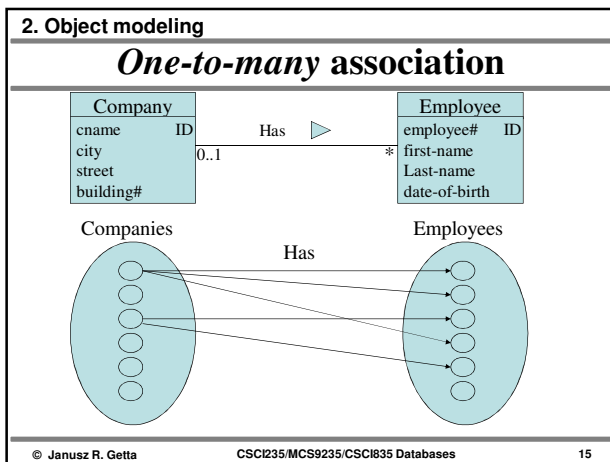 2. Object modeling
One-to-many association
Company
cname ID
city
street
building#
Has
0..1
*
Employee
employee# ID
first-name
Last-name
date-of-birth
Companies
Has
Employees
© Janusz R. Getta CSCI235/MCS9235/CSCI835 Databases 15